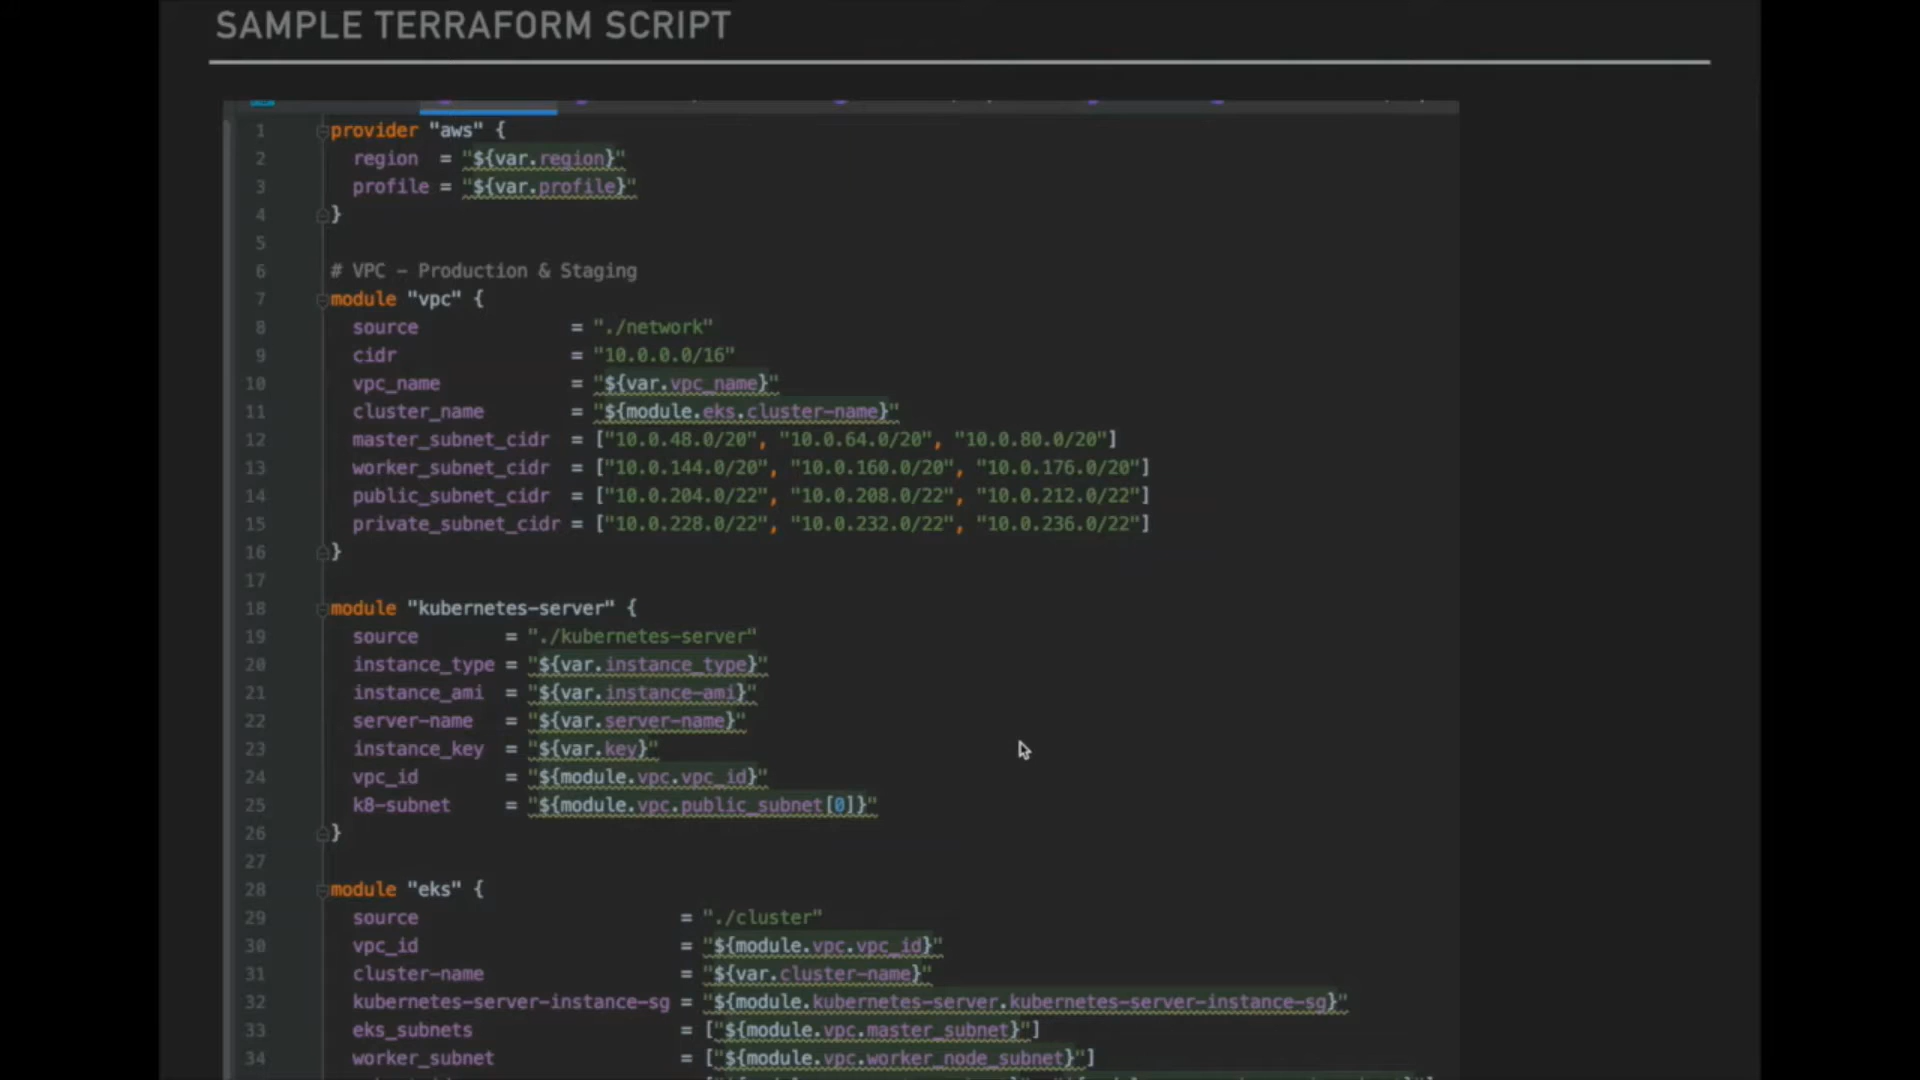 SAMPLE TERRAFORM SCRIPT
1 provider "aws" {
2 region = "${var.region}"
3 profile = "${var.profile}"
4 }
5
6 # VPC - Production & Staging
7 module "vpc" {
8 source = "./network"
9 cidr = "10.0.0.0/16"
10 vpc_name = "${var.vpc_name}"
11 cluster_name = "${module.eks.cluster-name}"
12 master_subnet_cidr = ["10.0.48.0/20", "10.0.64.0/20", "10.0.80.0/20"]
13 worker_subnet_cidr = ["10.0.144.0/20", "10.0.160.0/20", "10.0.176.0/20"]
14 public_subnet_cidr = ["10.0.204.0/22", "10.0.208.0/22", "10.0.212.0/22"]
15 private_subnet_cidr = ["10.0.228.0/22", "10.0.232.0/22", "10.0.236.0/22"]
16 }
17
18 module "kubernetes-server" {
19 source = "./kubernetes-server"
20 instance_type = "${var.instance_type}"
21 instance_ami = "${var.instance-ami}"
22 server-name = "${var.server-name}"
23 instance_key = "${var.key}"
24 vpc_id = "${module.vpc.vpc_id}"
25 k8-subnet = "${module.vpc.public_subnet[0]}"
26 }
27
28 module "eks" {
29 source = "./cluster"
30 vpc_id = "${module.vpc.vpc_id}"
31 cluster-name = "${var.cluster-name}"
32 kubernetes-server-instance-sg = "${module.kubernetes-server.kubernetes-server-instance-sg}"
33 eks_subnets = ["${module.vpc.master_subnet}"]
34 worker_subnet = ["${module.vpc.worker_node_subnet}"]